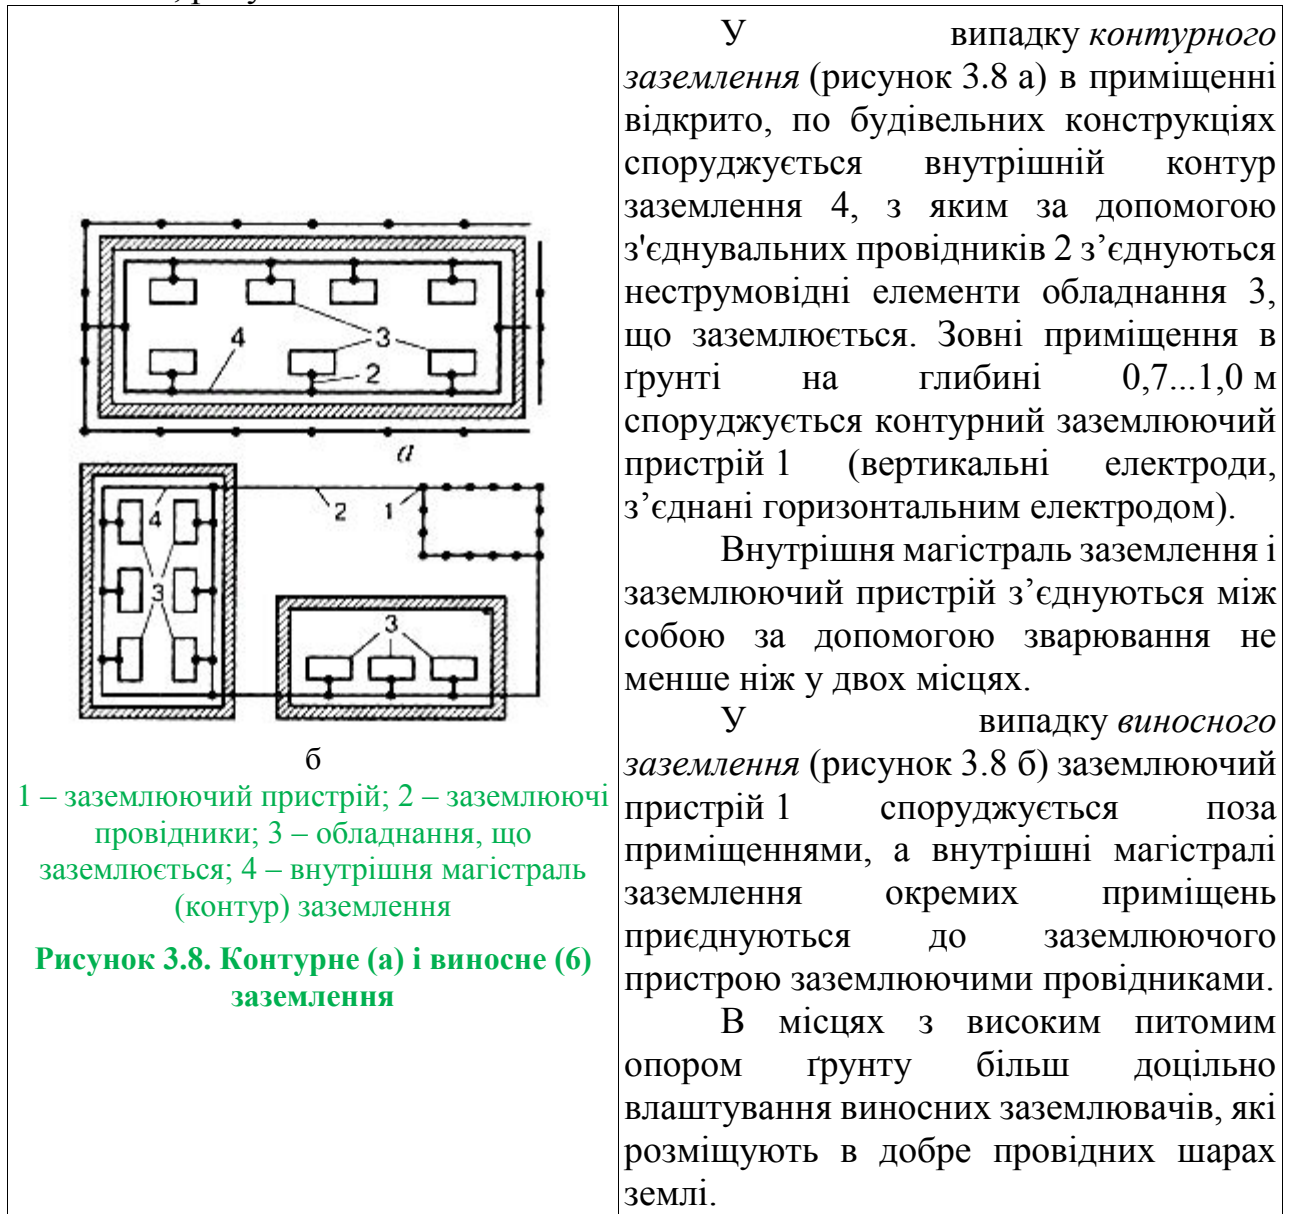 4
3
2
а
4
2
1
3
3
б
1 – заземлюючий пристрій; 2 – заземлюючі
провідники; 3 – обладнання, що
заземлюється; 4 – внутрішня магістраль
(контур) заземлення
Рисунок 3.8. Контурне (а) і виносне (6)
заземлення
У випадку контурного
заземлення (рисунок 3.8 а) в приміщенні
відкрито, по будівельних конструкціях
споруджується внутрішній контур
заземлення 4, з яким за допомогою
з'єднувальних провідників 2 з’єднуються
неструмовідні елементи обладнання 3,
що заземлюється. Зовні приміщення в
ґрунті на глибині 0,7...1,0 м
споруджується контурний заземлюючий
пристрій 1 (вертикальні електроди,
з’єднані горизонтальним електродом).
Внутрішня магістраль заземлення і
заземлюючий пристрій з’єднуються між
собою за допомогою зварювання не
менше ніж у двох місцях.
У випадку виносного
заземлення (рисунок 3.8 б) заземлюючий
пристрій 1 споруджується поза
приміщеннями, а внутрішні магістралі
заземлення окремих приміщень
приєднуються до заземлюючого
пристрою заземлюючими провідниками.
В місцях з високим питомим
опором ґрунту більш доцільно
влаштування виносних заземлювачів, які
розміщують в добре провідних шарах
землі.